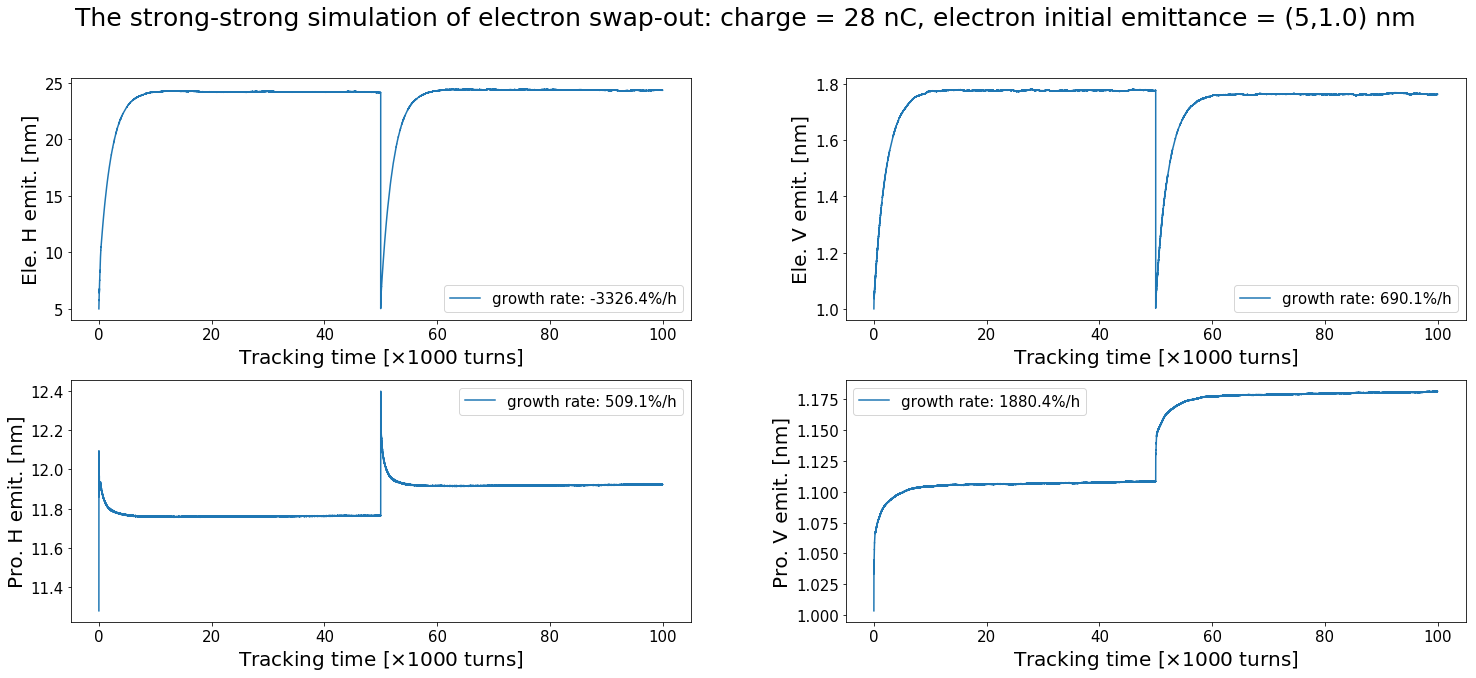 The strong-strong simulation of electron swap-out: charge = 28 nC, electron initial emittance = (5,1.0) nm
25
20
15
10
5
Ele. H emit. [nm]
growth rate: -3326.4%/h
0 20 40 60 80 100
Tracking time [×1000 turns]
1.8
1.6
1.4
1.2
1.0
Ele. V emit. [nm]
growth rate: 690.1%/h
0 20 40 60 80 100
Tracking time [×1000 turns]
12.4
12.2
12.0
11.8
11.6
11.4
Pro. H emit. [nm]
growth rate: 509.1%/h
0 20 40 60 80 100
Tracking time [×1000 turns]
1.175
1.150
1.125
1.100
1.075
1.050
1.025
1.000
Pro. V emit. [nm]
growth rate: 1880.4%/h
0 20 40 60 80 100
Tracking time [×1000 turns]